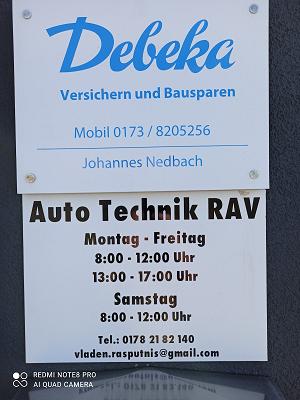 Debeka
Versichern und Bausparen
Mobil 0173 / 8205256
Johannes Nedbach
Auto Technik RAV
Montag - Freitag
8:00 - 12:00 Uhr
13:00 - 17:00 Uhr
Samstag
8:00 - 12:00 Uhr
Tel.: 0178 21 82 140
vladen.rasputnis@gmail.com
REDMI NOTE8 PRO
AI QUAD CAMERA